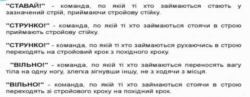 "СТАВАЙ!" - команда, по якій ті хто займаються стають у
зазначений стрій, приймаючи стройову стійку.
"СТРУНКО!" - команда, по якій ті хто займаються стоячи в строю
приймають стройову стійку.
"СТРУНКО!" - команда, по якій ті хто займаються рухаючись в строю
переходять на стройовий крок з похідного кроку.
"ВІЛЬНО!" - команда, по якій ті хто займаються переносять вагу
тіла на одну ногу, злегка зігнувши іншу, не з ходячи з місця.
"ВІЛЬНО!" - команда, по якій ті хто займаються стоячи в строю
переходять зі стройового кроку на похідний крок.